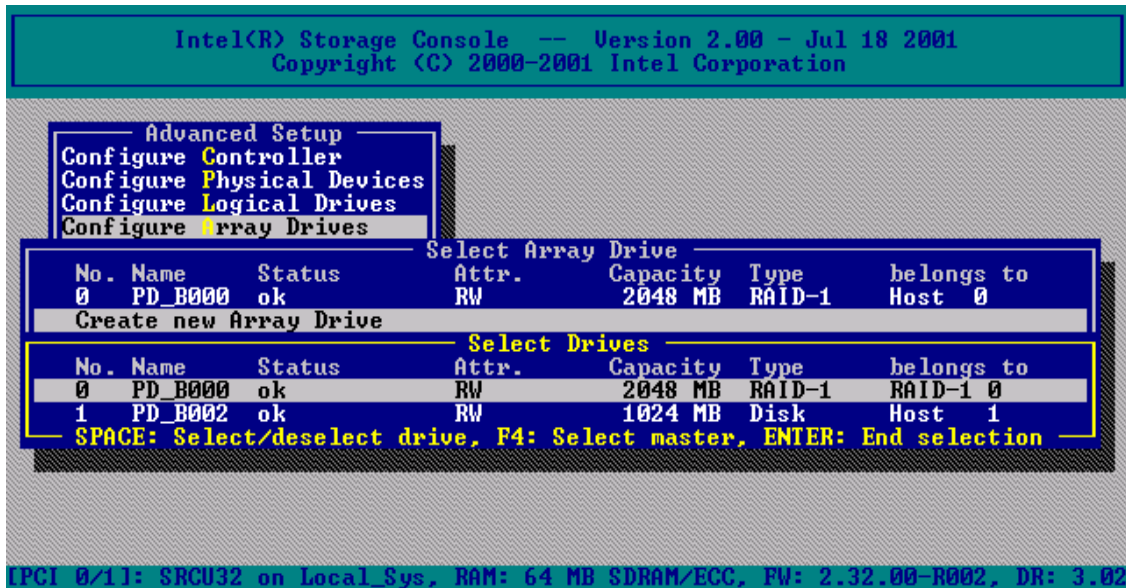 Intel(R) Storage Console -- Version 2.00 - Jul 18 2001
Copyright (C) 2000-2001 Intel Corporation
Advanced Setup
Configure Controller
Configure Physical Devices
Configure Logical Drives
Configure Array Drives
Select Array Drive
No. Name Status Attr. Capacity Type belongs to
0 PD_B000 ok RW 2048 MB RAID-1 Host 0
Create new Array Drive
Select Drives
No. Name Status Attr. Capacity Type belongs to
0 PD_B000 ok RW 2048 MB RAID-1 RAID-1 0
1 PD_B002 ok RW 1024 MB Disk Host 1
SPACE: Select/deselect drive, F4: Select master, ENTER: End selection
[PCI 0/1]: SRCU32 on Local_Sys, RAM: 64 MB SDRAM/ECC, FW: 2.32.00-R002, DR: 3.02